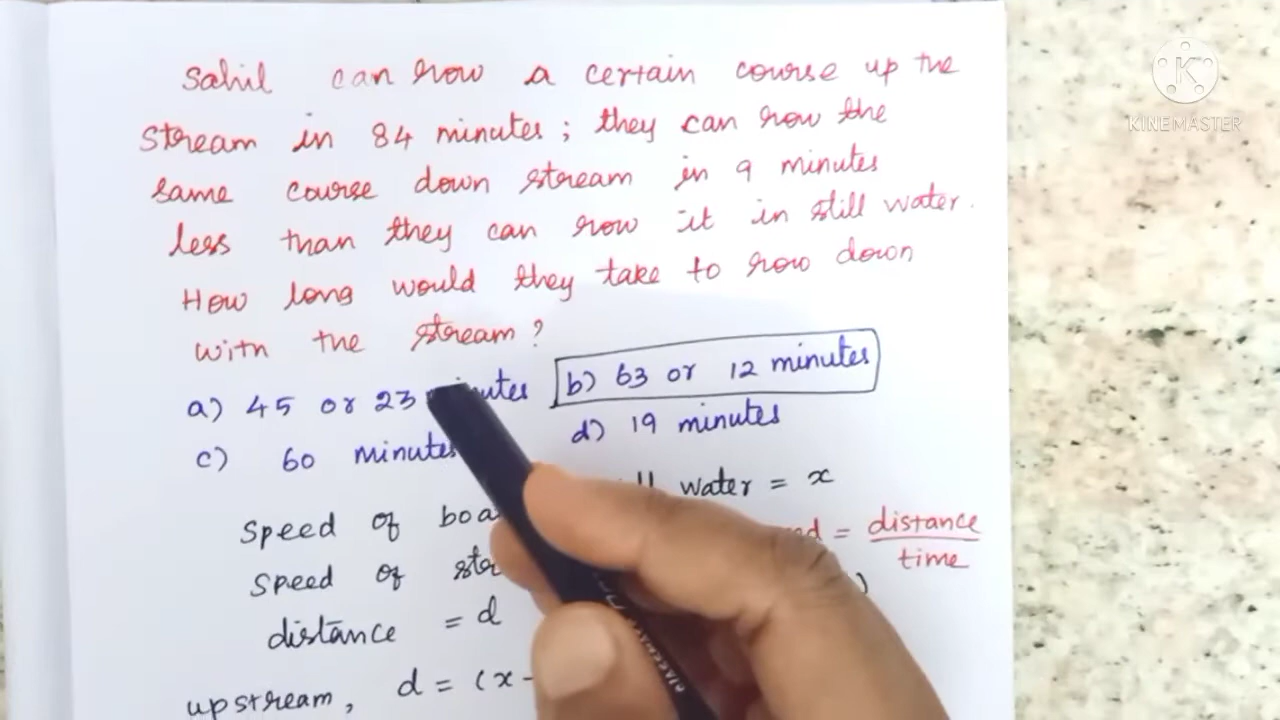 Sahil can row a certain course up the
stream in 84 minutes; they can row the
same course down stream in 9 minutes
less than they can row it in still water.
How long would they take to row down
with the stream?
a) 45 or 23 minutes b) 63 or 12 minutes
c) 60 minutes d) 19 minutes
Speed of water = x
Speed of = distance
time
distance = d
upstream, d = (x -
KINEMASTER